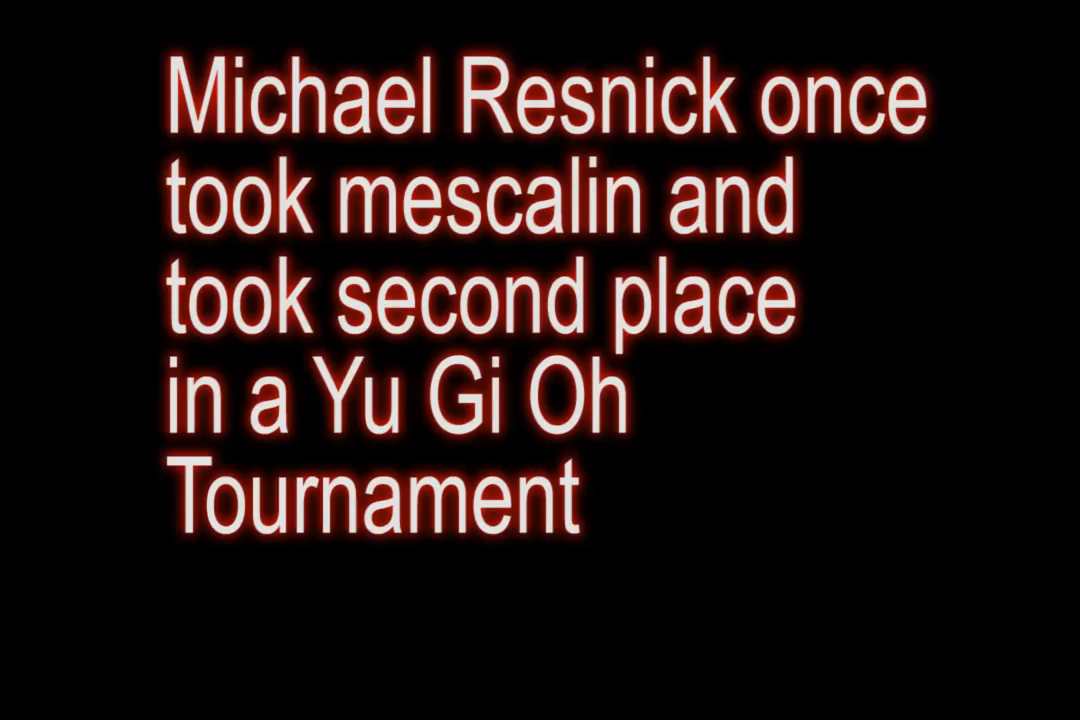 Michael Resnick once
took mescalin and
took second place
in a Yu Gi Oh
Tournament